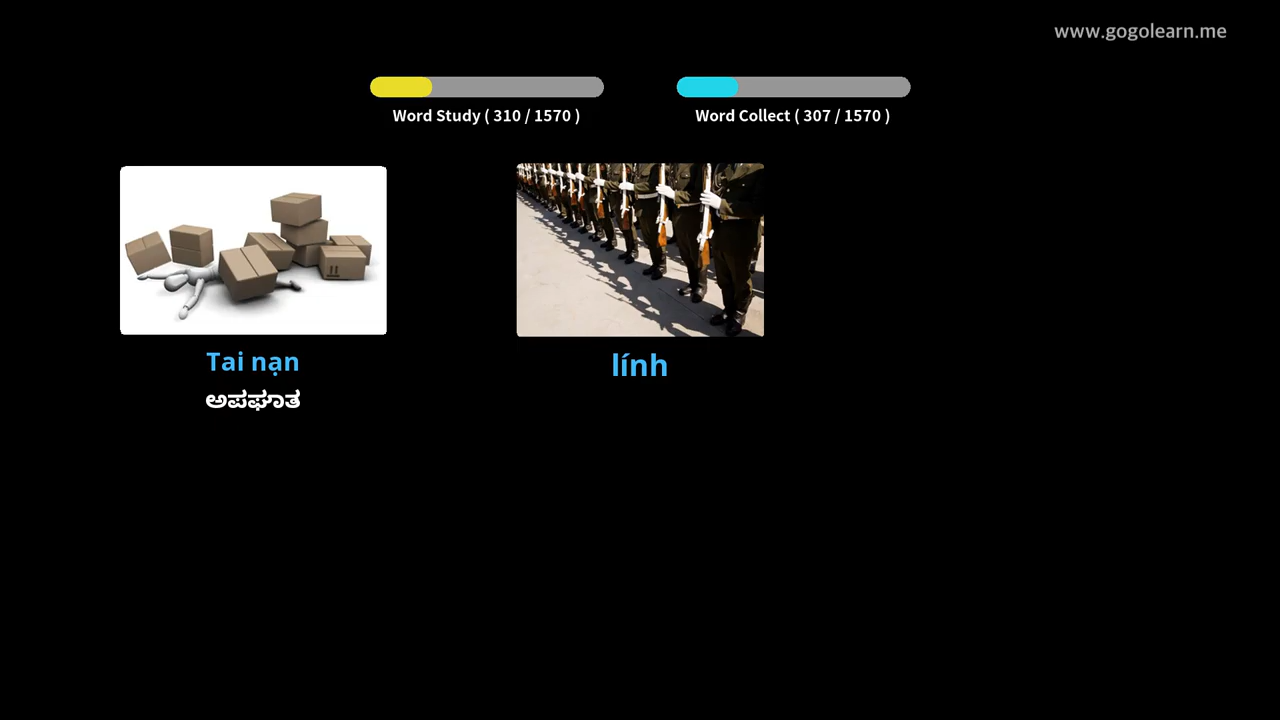 www.gogolearn.me
Word Study ( 310 / 1570 )
Word Collect ( 307 / 1570 )
Tai nạn
ಅಪಘಾತ
lính